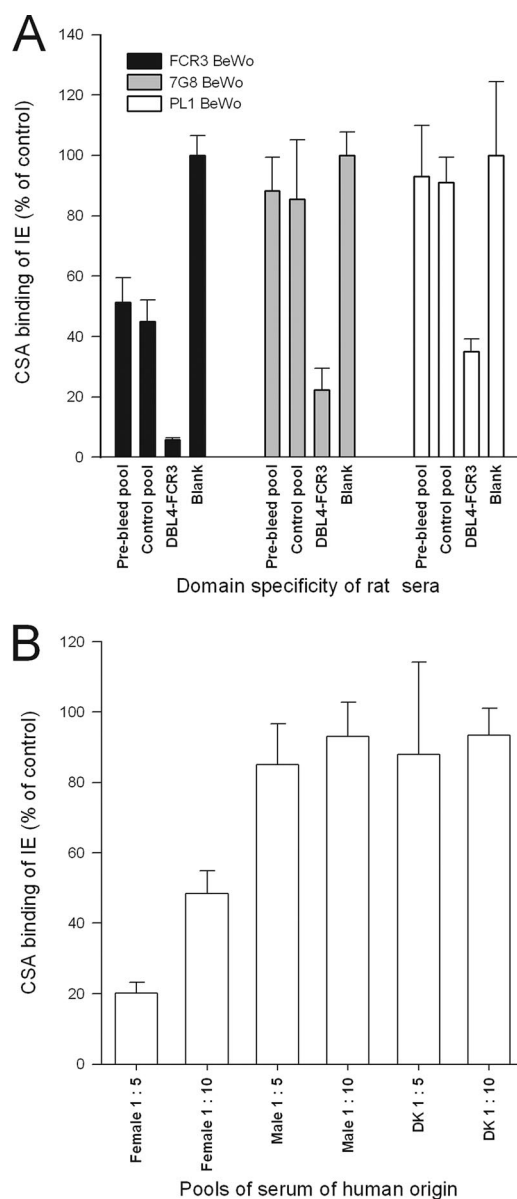 A
140
120
100
80
60
40
20
0
CSA binding of IE (% of control)
FCR3 BeWo
7G8 BeWo
PL1 BeWo
Pre-bleed pool
Control pool
DBL4-FCR3
Blank
Pre-bleed pool
Control pool
DBL4-FCR3
Blank
Pre-bleed pool
Control pool
DBL4-FCR3
Blank
Domain specificity of rat sera
B
120
100
80
60
40
20
0
CSA binding of IE (% of control)
Female 1 : 5
Female 1 : 10
Male 1 : 5
Male 1 : 10
DK 1 : 5
DK 1 : 10
Pools of serum of human origin